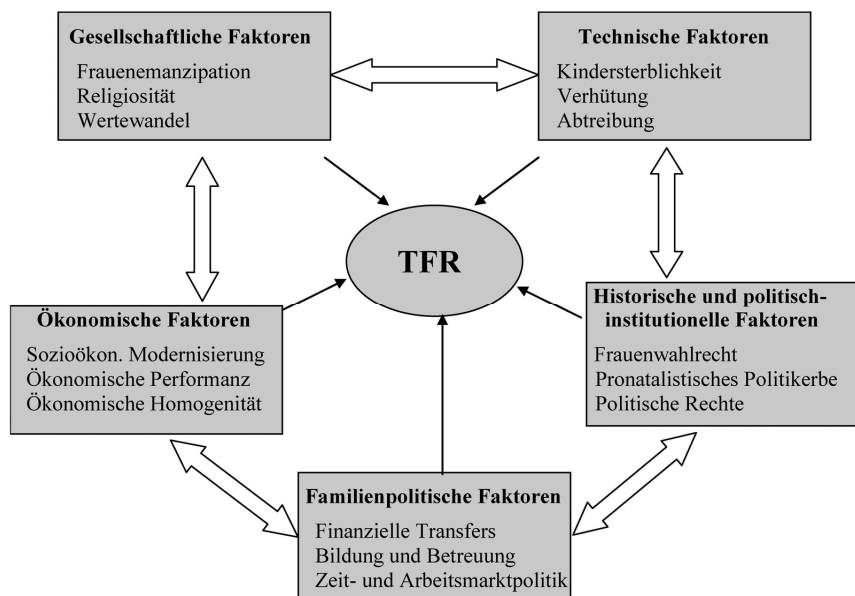 Gesellschaftliche Faktoren
Frauenemanzipation
Religiosität
Wertewandel
Technische Faktoren
Kindersterblichkeit
Verhütung
Abtreibung
TFR
Ökonomische Faktoren
Sozioökon. Modernisierung
Ökonomische Performanz
Ökonomische Homogenität
Historische und politisch-
institutionelle Faktoren
Frauenwahlrecht
Pronatalistisches Politikerbe
Politische Rechte
Familienpolitische Faktoren
Finanzielle Transfers
Bildung und Betreuung
Zeit- und Arbeitsmarktpolitik